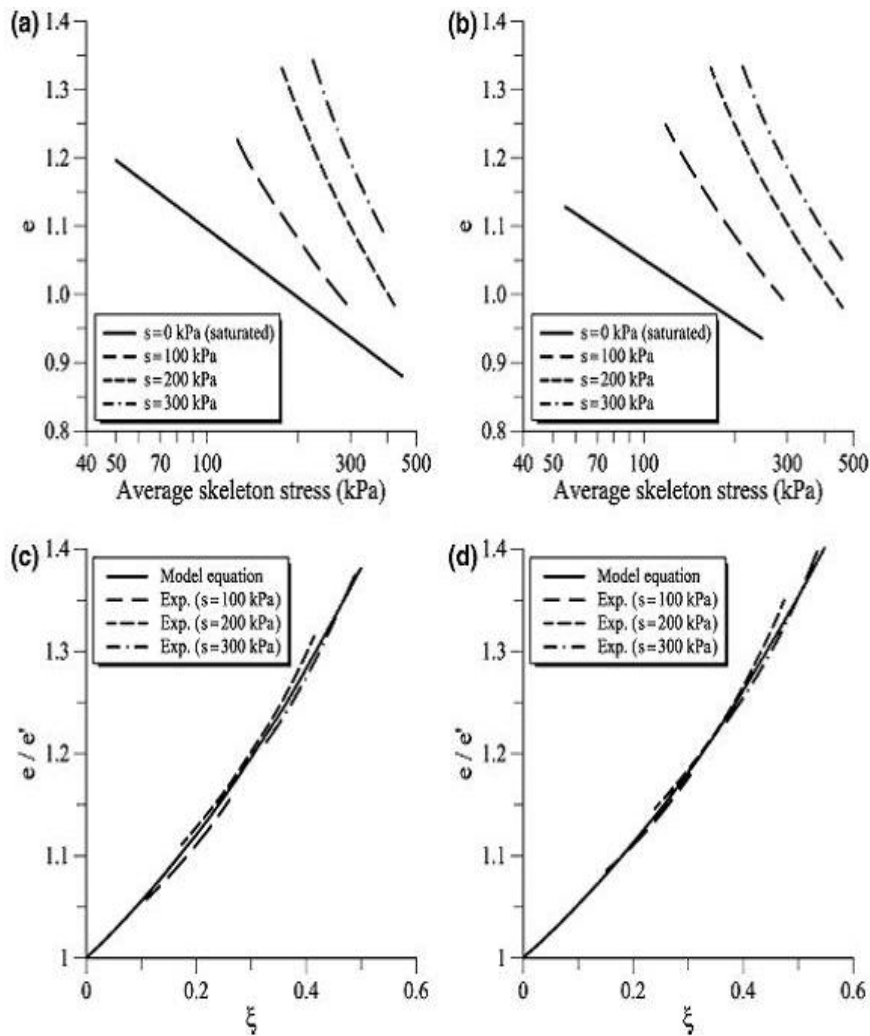 (a)
1.4
1.3
1.2
1.1
1.0
0.9
0.8
e
s=0 kPa (saturated)
s=100 kPa
s=200 kPa
s=300 kPa
40 50 70 100 300 500
Average skeleton stress (kPa)
(b)
1.4
1.3
1.2
1.1
1.0
0.9
0.8
e
s=0 kPa (saturated)
s=100 kPa
s=200 kPa
s=300 kPa
40 50 70 100 300 500
Average skeleton stress (kPa)
(c)
1.4
1.3
1.2
1.1
1
e / e'
Model equation
Exp. (s=100 kPa)
Exp. (s=200 kPa)
Exp. (s=300 kPa)
0 0.2 0.4 0.6
ξ
(d)
1.4
1.3
1.2
1.1
1
e / e'
Model equation
Exp. (s=100 kPa)
Exp. (s=200 kPa)
Exp. (s=300 kPa)
0 0.2 0.4 0.6
ξ